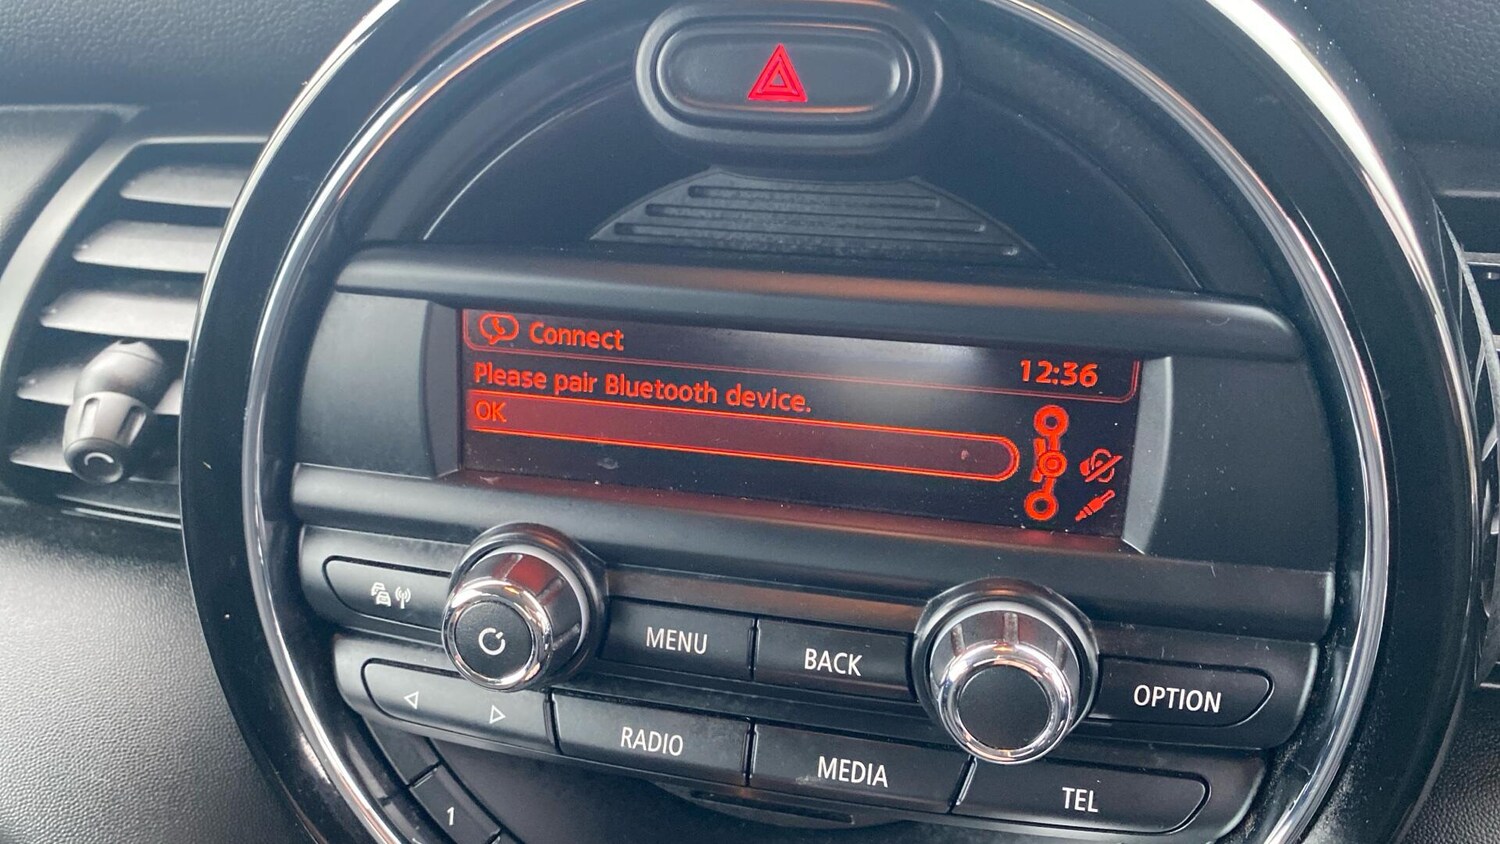 Connect
12:36
Please pair Bluetooth device.
OK
MENU
BACK
OPTION
RADIO
MEDIA
TEL
1